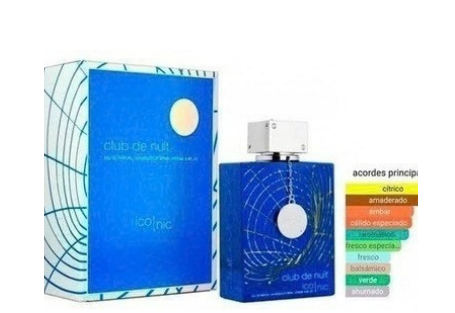 club de nuit
ico|nic
club de nuit
ico|nic
acordes principa
cítrico
amaderado
ámbar
cálido especiado
fresco especia
fresco
balsámico
verde
ahumado